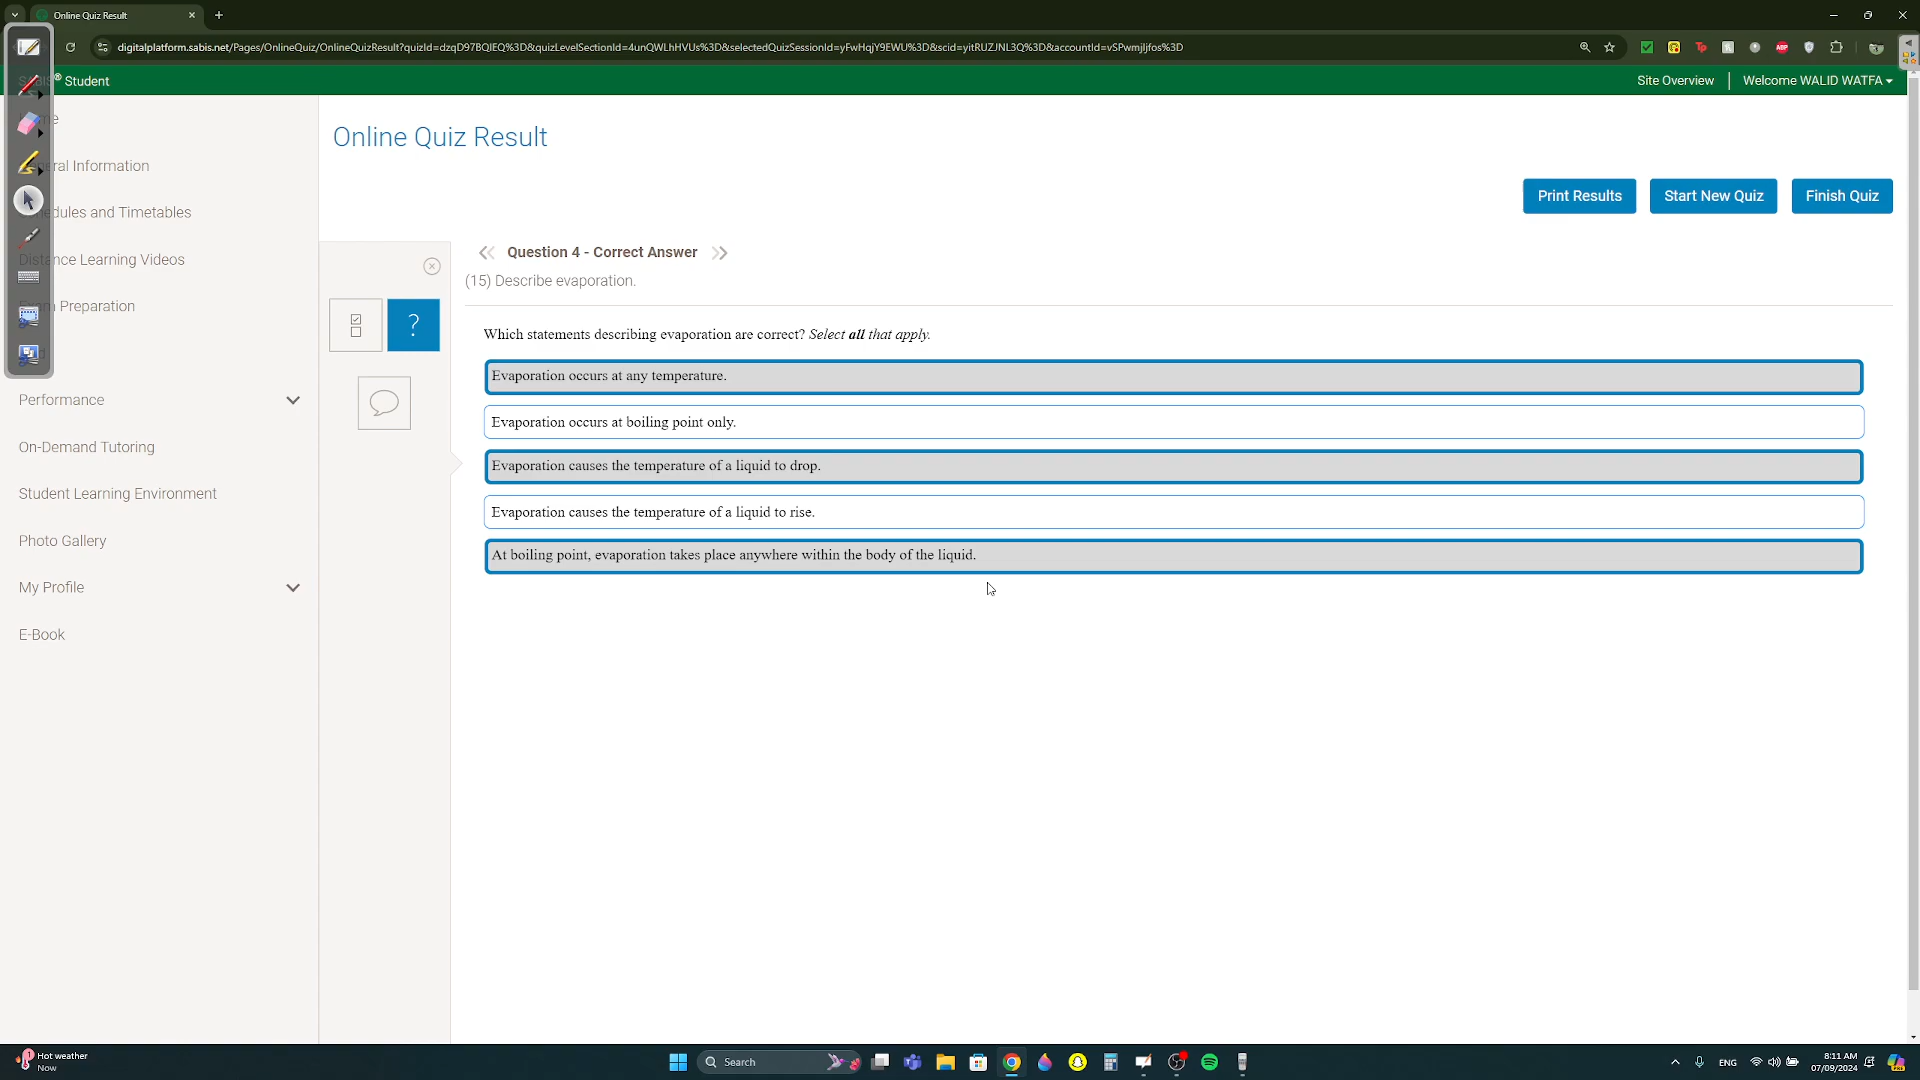 Online Quiz Result
digitalplatform.sabis.net/Pages/OnlineQuiz/OnlineQuizResult?quizId=dzqD97BQIEQ%3D&quizLevelSectionId=4unQWLhHVUs%3D&selectedQuizSessionId=yFwHqjY9EWU%3D&scid=yitRUZJNL3Q%3D&accountId=vSPwmjljfos%3D
® Student
Site Overview
Welcome WALID WATFA
General Information
Schedules and Timetables
Distance Learning Videos
Exam Preparation
Performance
On-Demand Tutoring
Student Learning Environment
Photo Gallery
My Profile
E-Book
Online Quiz Result
Print Results
Start New Quiz
Finish Quiz
Question 4 - Correct Answer
(15) Describe evaporation.
?
Which statements describing evaporation are correct? Select all that apply.
Evaporation occurs at any temperature.
Evaporation occurs at boiling point only.
Evaporation causes the temperature of a liquid to drop.
Evaporation causes the temperature of a liquid to rise.
At boiling point, evaporation takes place anywhere within the body of the liquid.
Hot weather
Now
Search
ENG
8:11 AM
07/09/2024